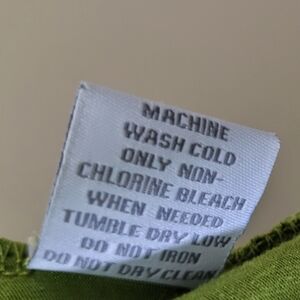 MACHINE
WASH COLD
ONLY NON-
CHLORINE BLEACH
WHEN NEEDED
TUMBLE DRY LOW
DO NOT IRON
DO NOT DRY CLEAN